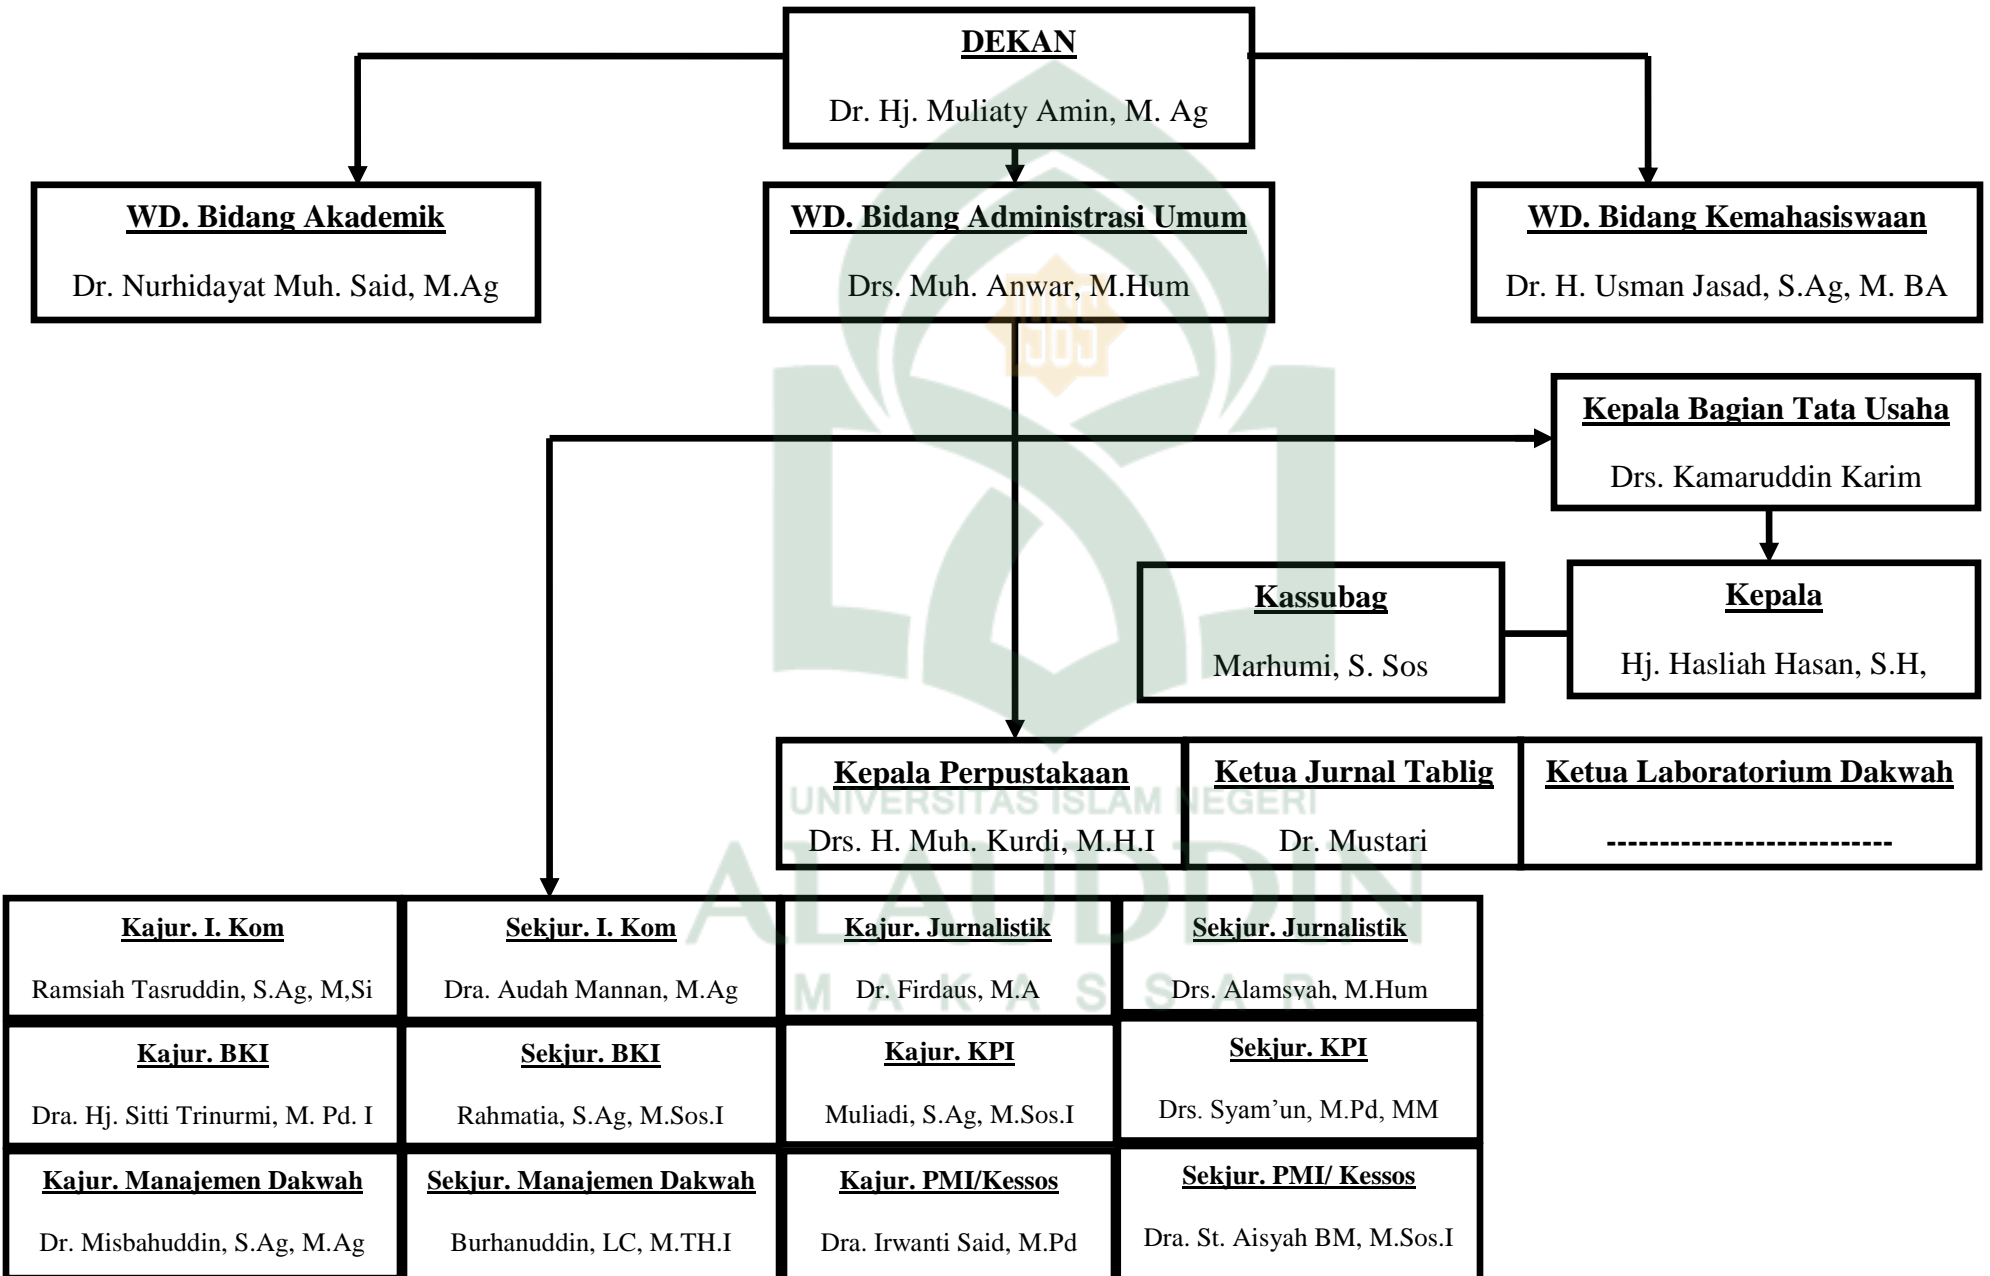 DEKAN
Dr. Hj. Muliaty Amin, M. Ag
WD. Bidang Akademik
Dr. Nurhidayat Muh. Said, M.Ag
WD. Bidang Administrasi Umum
Drs. Muh. Anwar, M.Hum
WD. Bidang Kemahasiswaan
Dr. H. Usman Jasad, S.Ag, M. BA
1965
Kepala Bagian Tata Usaha
Drs. Kamaruddin Karim
Kassubag
Marhumi, S. Sos
Kepala
Hj. Hasliah Hasan, S.H,
Kepala Perpustakaan
Drs. H. Muh. Kurdi, M.H.I
Ketua Jurnal Tablig
Dr. Mustari
Ketua Laboratorium Dakwah
---------------------------
UNIVERSITAS ISLAM NEGERI
ALAUDDIN
MAKASSAR
Kajur. I. Kom
Ramsiah Tasruddin, S.Ag, M,Si
Sekjur. I. Kom
Dra. Audah Mannan, M.Ag
Kajur. Jurnalistik
Dr. Firdaus, M.A
Sekjur. Jurnalistik
Drs. Alamsyah, M.Hum
Kajur. BKI
Dra. Hj. Sitti Trinurmi, M. Pd. I
Sekjur. BKI
Rahmatia, S.Ag, M.Sos.I
Kajur. KPI
Muliadi, S.Ag, M.Sos.I
Sekjur. KPI
Drs. Syam’un, M.Pd, MM
Kajur. Manajemen Dakwah
Dr. Misbahuddin, S.Ag, M.Ag
Sekjur. Manajemen Dakwah
Burhanuddin, LC, M.TH.I
Kajur. PMI/Kessos
Dra. Irwanti Said, M.Pd
Sekjur. PMI/ Kessos
Dra. St. Aisyah BM, M.Sos.I